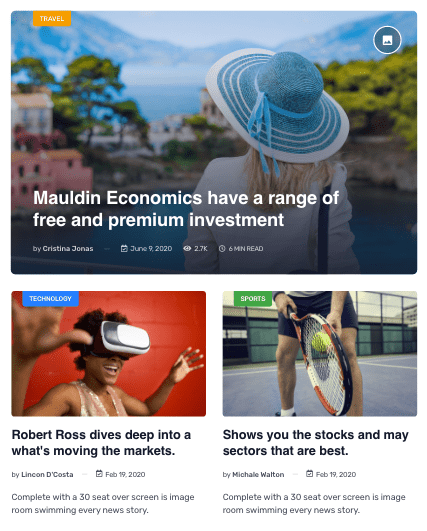 TRAVEL
Mauldin Economics have a range of
free and premium investment
by Cristina Jonas — June 9, 2020 2.7K 6 MIN READ
TECHNOLOGY
Robert Ross dives deep into a
what's moving the markets.
by Lincon D'Costa — Feb 19, 2020
Complete with a 30 seat over screen is image
room swimming every news story.
SPORTS
Shows you the stocks and may
sectors that are best.
by Michale Walton — Feb 19, 2020
Complete with a 30 seat over screen is image
room swimming every news story.